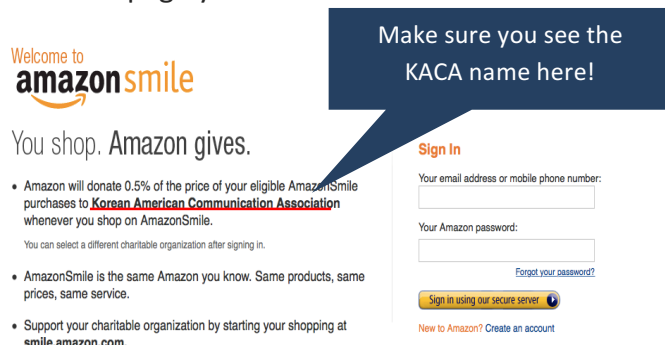 Make sure you see the
KACA name here!
Welcome to
amazonsmile
You shop. Amazon gives.
• Amazon will donate 0.5% of the price of your eligible AmazonSmile
purchases to Korean American Communication Association
whenever you shop on AmazonSmile.
You can select a different charitable organization after signing in.
• AmazonSmile is the same Amazon you know. Same products, same
prices, same service.
• Support your charitable organization by starting your shopping at
smile.amazon.com.
Sign In
Your email address or mobile phone number:
Your Amazon password:
Forgot your password?
Sign in using our secure server
New to Amazon? Create an account